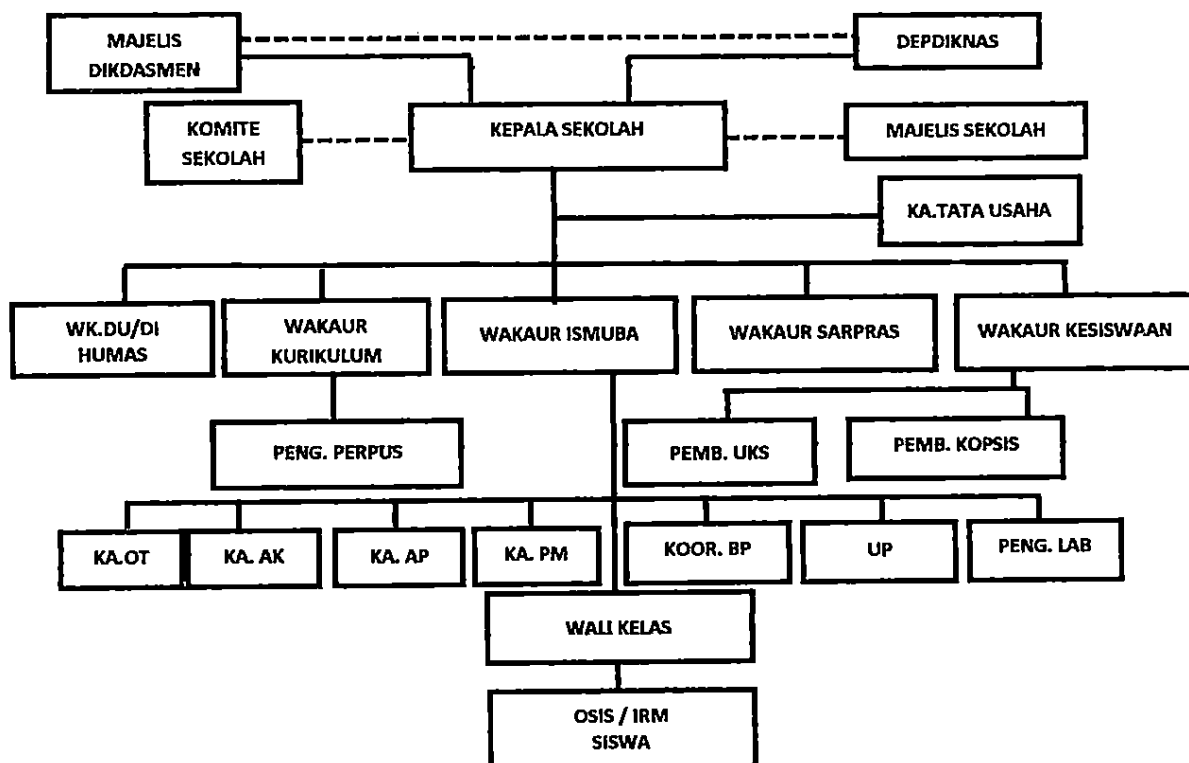 MAJELIS
DIKDASMEN
DEPDIKNAS
KOMITE
SEKOLAH
KEPALA SEKOLAH
MAJELIS SEKOLAH
KA.TATA USAHA
WK.DU/DI
HUMAS
WAKAUR
KURIKULUM
WAKAUR ISMUBA
WAKAUR SARPRAS
WAKAUR KESISWAAN
PENG. PERPUS
PEMB. UKS
PEMB. KOPSIS
KA.OT
KA. AK
KA. AP
KA. PM
KOOR. BP
UP
PENG. LAB
WALI KELAS
OSIS / IRM
SISWA